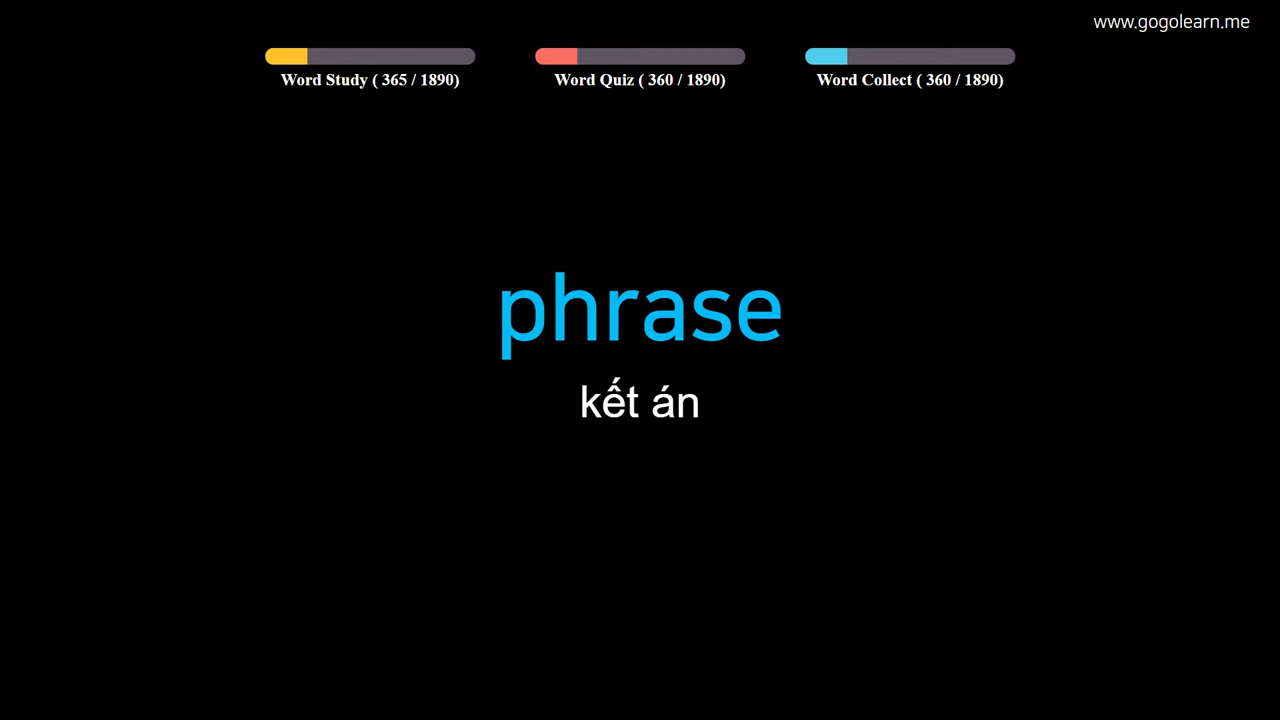 www.gogolearn.me
Word Study ( 365 / 1890)
Word Quiz ( 360 / 1890)
Word Collect ( 360 / 1890)
phrase
kết án